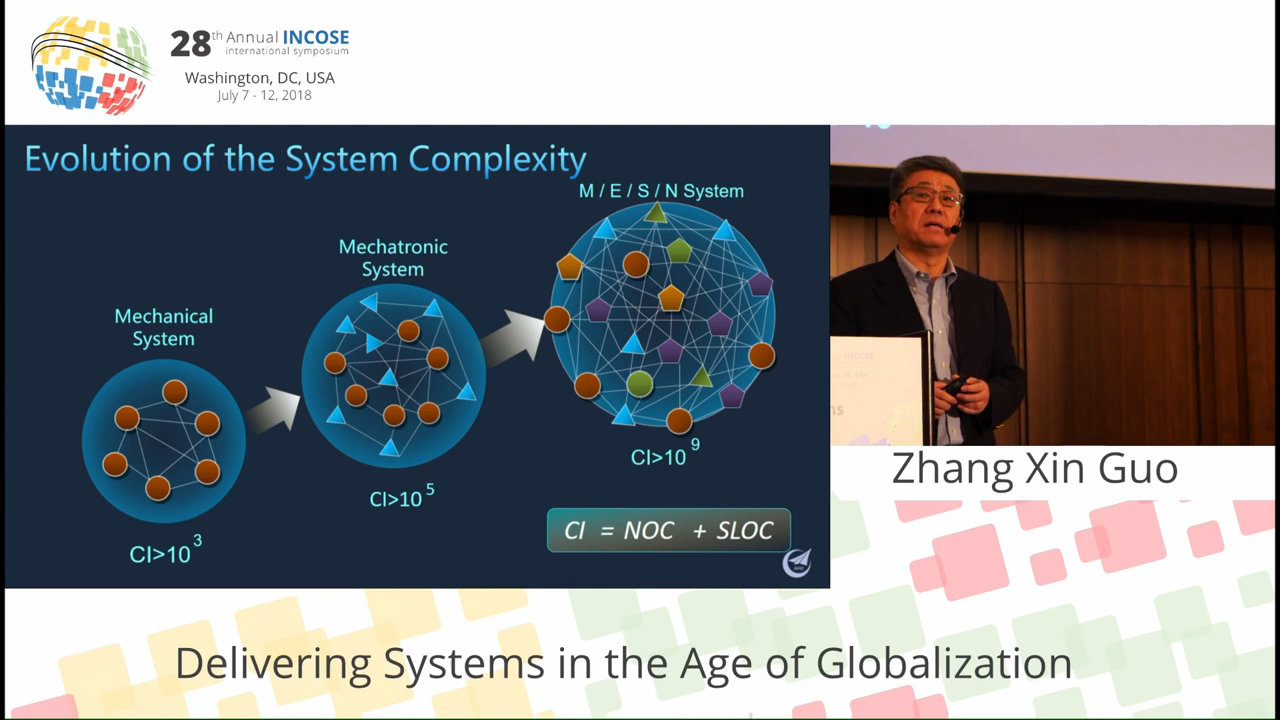 28th Annual INCOSE
international symposium
Washington, DC, USA
July 7 - 12, 2018
Evolution of the System Complexity
M / E / S / N System
Mechatronic
System
Mechanical
System
CI>10 9
CI>10 5
CI>10 3
CI = NOC + SLOC
Zhang Xin Guo
Delivering Systems in the Age of Globalization